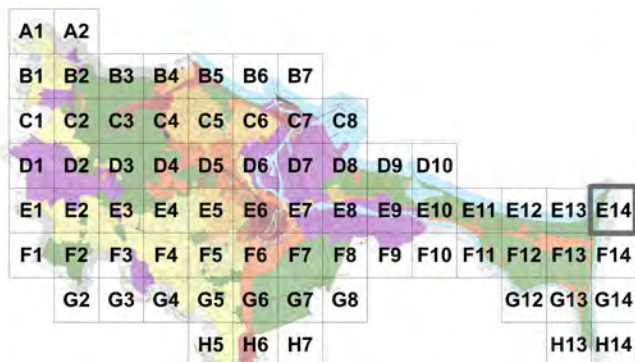 A1 A2
B1 B2 B3 B4 B5 B6 B7
C1 C2 C3 C4 C5 C6 C7 C8
D1 D2 D3 D4 D5 D6 D7 D8 D9 D10
E1 E2 E3 E4 E5 E6 E7 E8 E9 E10 E11 E12 E13 E14
F1 F2 F3 F4 F5 F6 F7 F8 F9 F10 F11 F12 F13 F14
G2 G3 G4 G5 G6 G7 G8 G12 G13 G14
H5 H6 H7 H13 H14